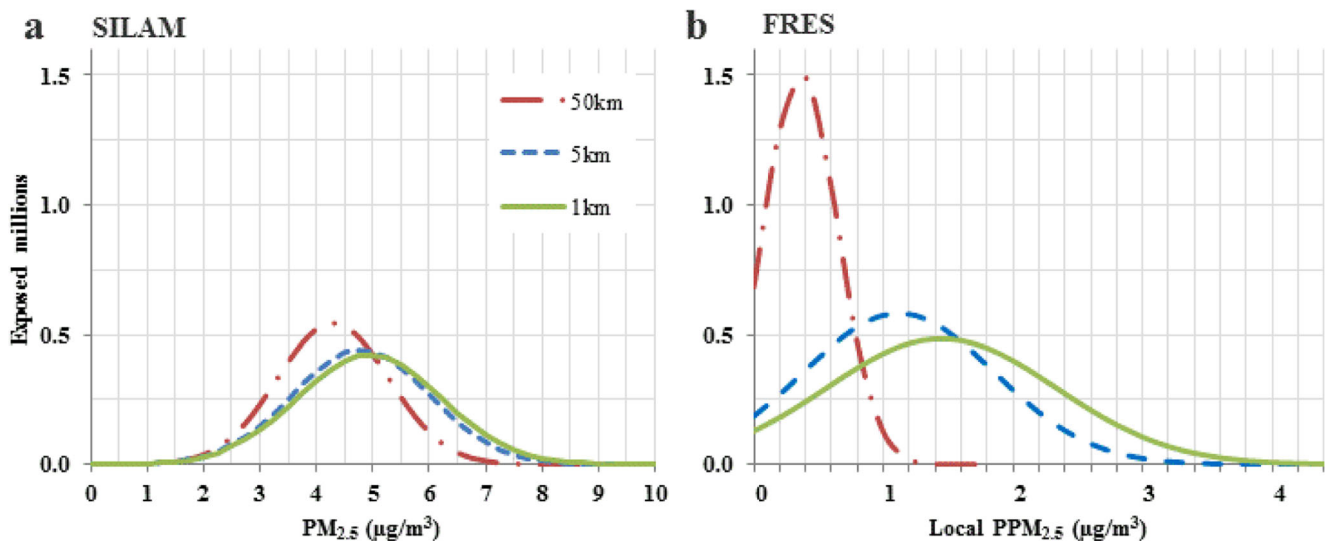 a SILAM
b FRES
1.5
1.0
0.5
0.0
Exposed millions
50km
5km
1km
0 1 2 3 4 5 6 7 8 9 10
PM2.5 (µg/m³)
1.5
1.0
0.5
0.0
0 1 2 3 4
Local PPM2.5 (µg/m³)